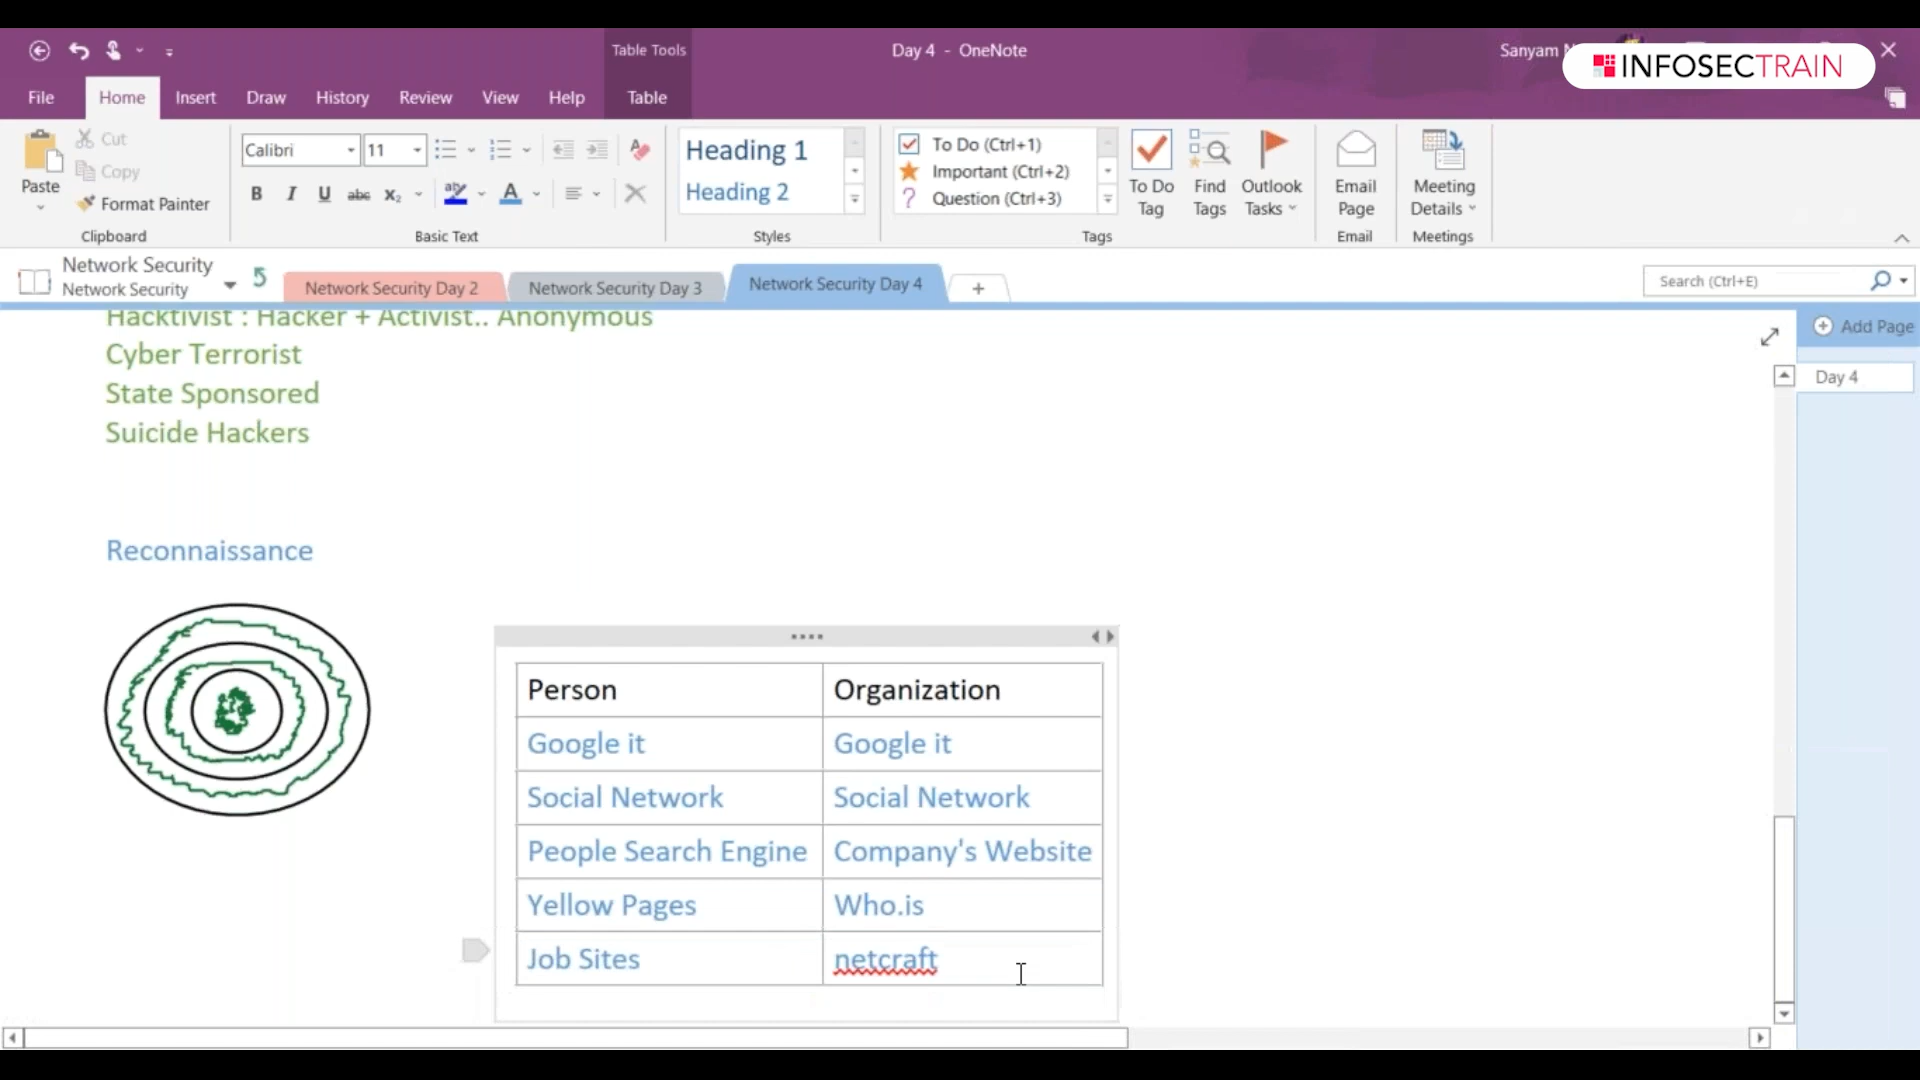 Table Tools
Day 4 - OneNote
Sanyam
INFOSECTRAIN
File
Home
Insert
Draw
History
Review
View
Help
Table
Paste
Cut
Copy
Format Painter
Clipboard
Calibri
11
B I U abc X₂
A
Basic Text
Heading 1
Heading 2
Styles
To Do (Ctrl+1)
Important (Ctrl+2)
Question (Ctrl+3)
To Do
Tag
Find
Tags
Outlook
Tasks
Tags
Email
Page
Email
Meeting
Details
Meetings
Network Security
Network Security
Network Security Day 2
Network Security Day 3
Network Security Day 4
+
Search (Ctrl+E)
Add Page
Day 4
Hacktivist : Hacker + Activist.. Anonymous
Cyber Terrorist
State Sponsored
Suicide Hackers
Reconnaissance
Person Organization
Google it Google it
Social Network Social Network
People Search Engine Company's Website
Yellow Pages Who.is
Job Sites netcraft